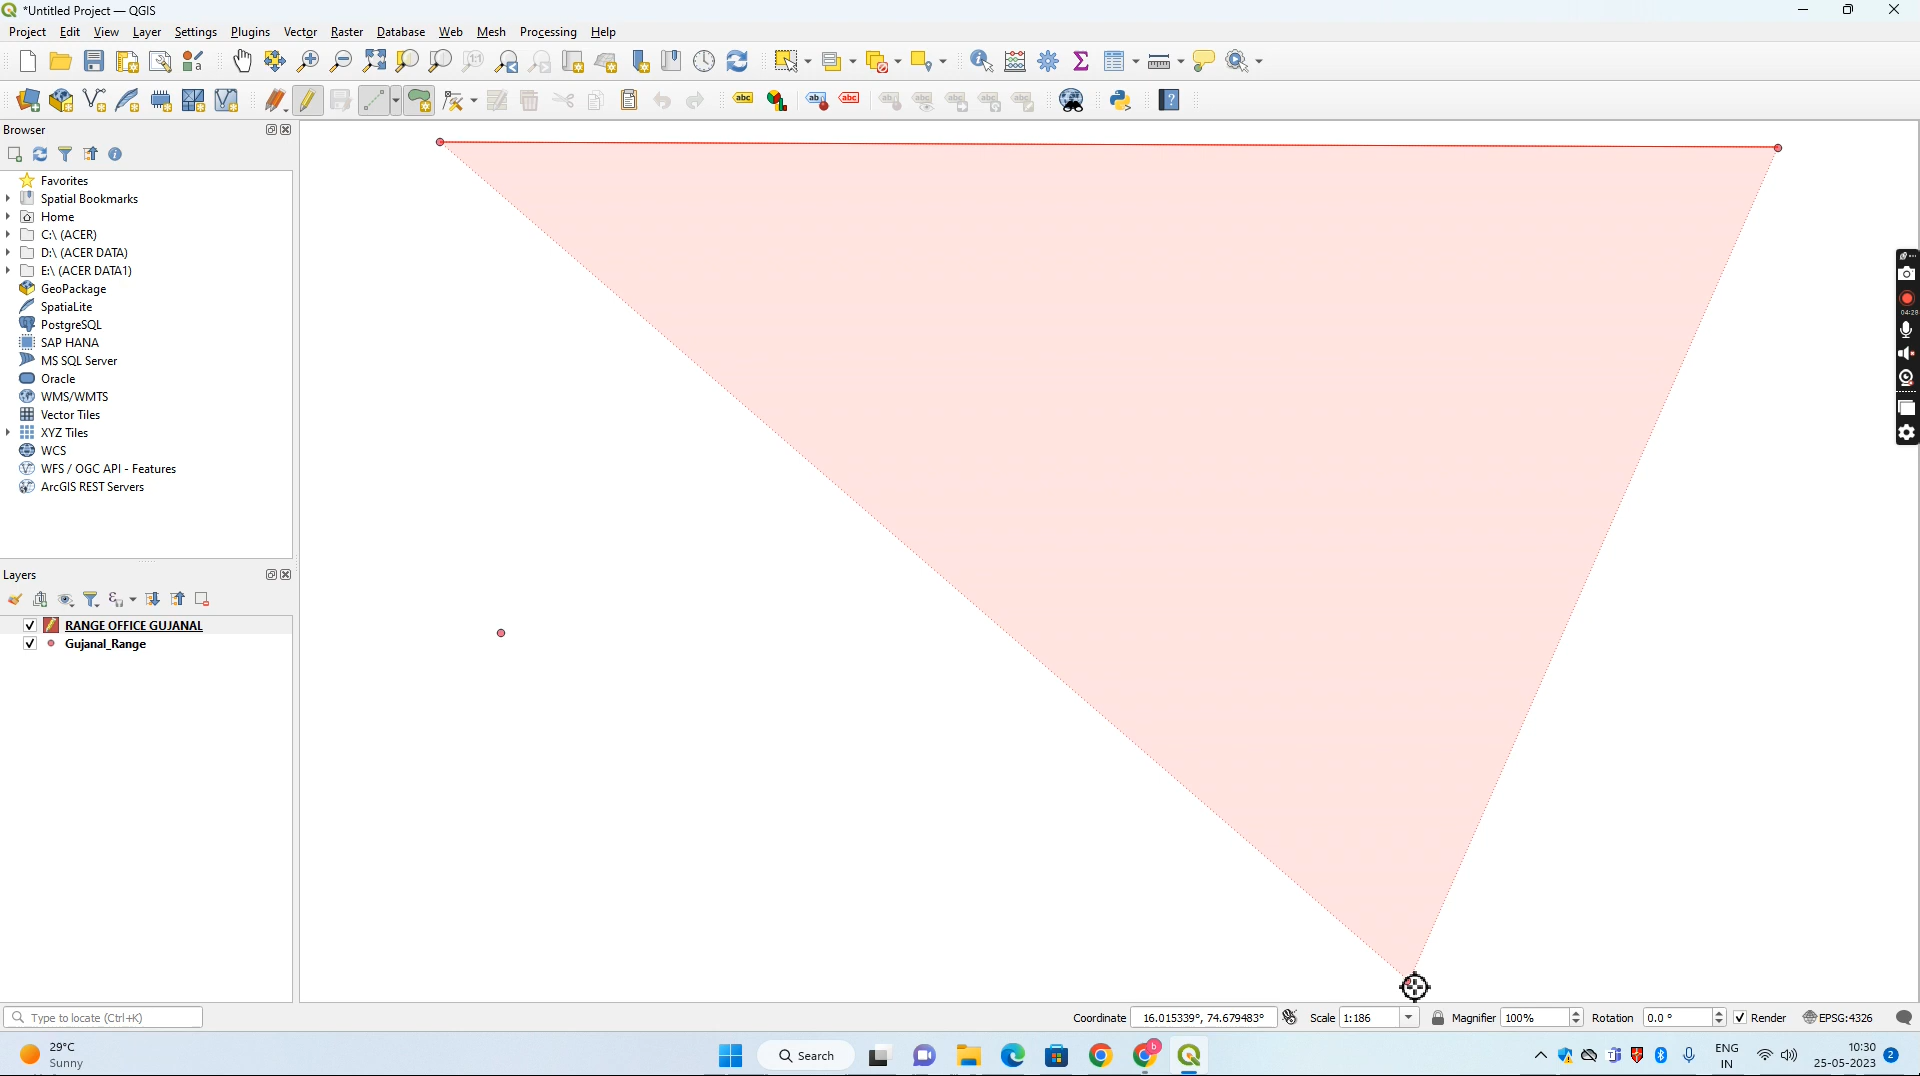 *Untitled Project — QGIS
Project Edit View Layer Settings Plugins Vector Raster Database Web Mesh Processing Help
Browser
Favorites
Spatial Bookmarks
Home
C:\ (ACER)
D:\ (ACER DATA)
E:\ (ACER DATA1)
GeoPackage
SpatiaLite
PostgreSQL
SAP HANA
MS SQL Server
Oracle
WMS/WMTS
Vector Tiles
XYZ Tiles
WCS
WFS / OGC API - Features
ArcGIS REST Servers
04:28
Layers
RANGE OFFICE GUJANAL
Gujanal_Range
Type to locate (Ctrl+K)
Coordinate 16.015339°, 74.679483° Scale 1:186 Magnifier 100% Rotation 0.0 ° Render EPSG:4326
29°C
Sunny
Search
ENG
IN
10:30
25-05-2023
2